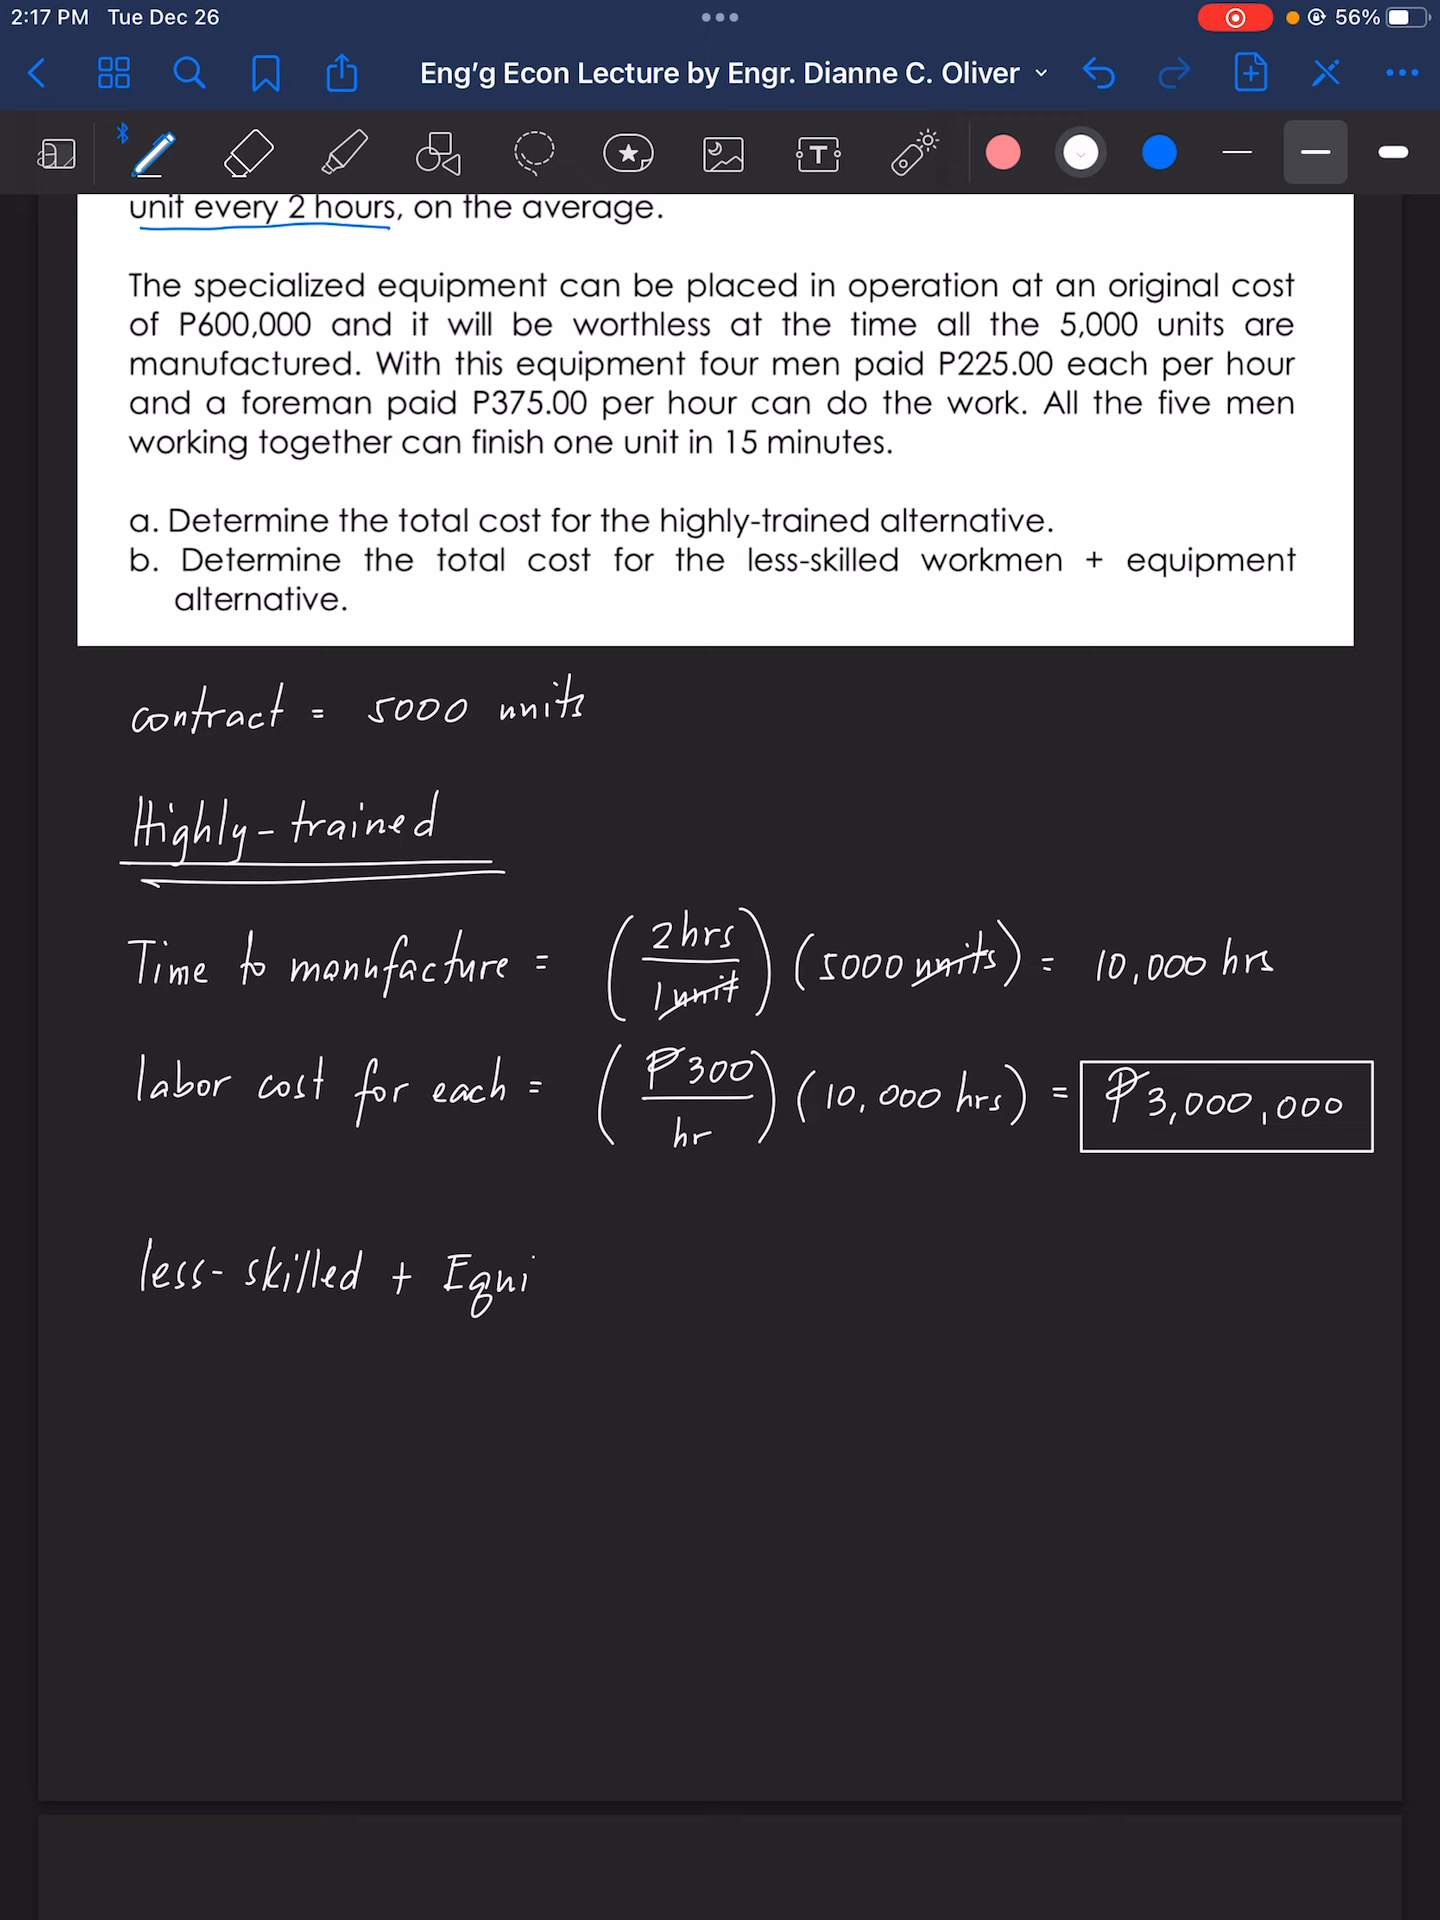 2:17 PM Tue Dec 26
56%
Eng'g Econ Lecture by Engr. Dianne C. Oliver
unit every 2 hours, on the average.
The specialized equipment can be placed in operation at an original cost
of P600,000 and it will be worthless at the time all the 5,000 units are
manufactured. With this equipment four men paid P225.00 each per hour
and a foreman paid P375.00 per hour can do the work. All the five men
working together can finish one unit in 15 minutes.
a. Determine the total cost for the highly-trained alternative.
b. Determine the total cost for the less-skilled workmen + equipment
alternative.
contract = 5000 units
Highly-trained
Time to manufacture = (2hrs/1 unit) (5000 units) = 10,000 hrs
labor cost for each = (₱300/hr) (10,000 hrs) = ₱3,000,000
less-skilled + Equi